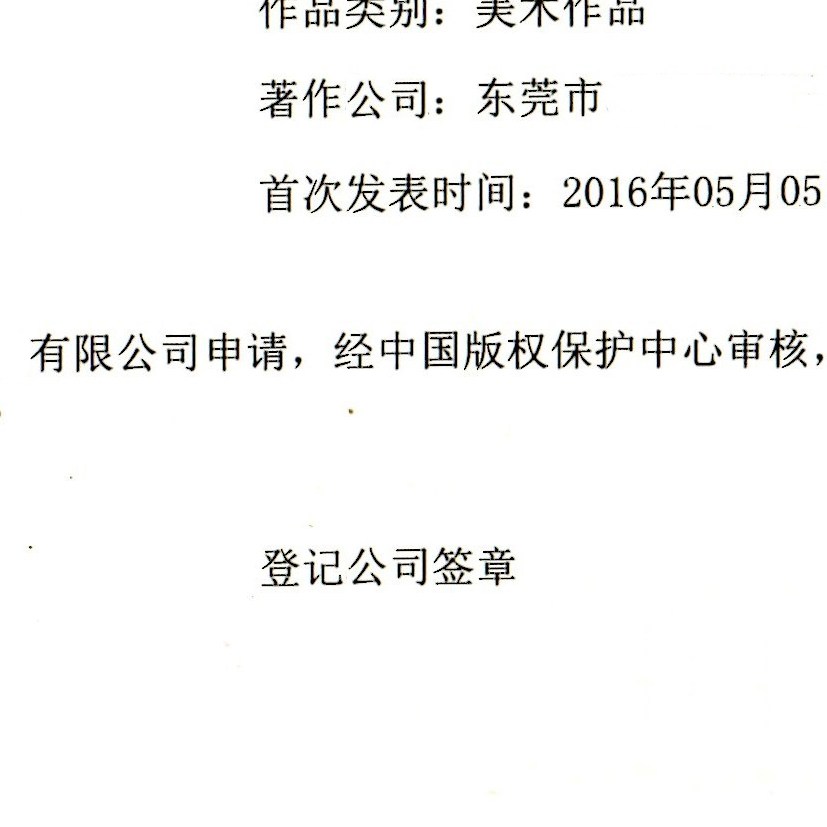 作品类别：美术作品
著作公司：东莞市
首次发表时间：2016年05月05
有限公司申请，经中国版权保护中心审核，
登记公司签章